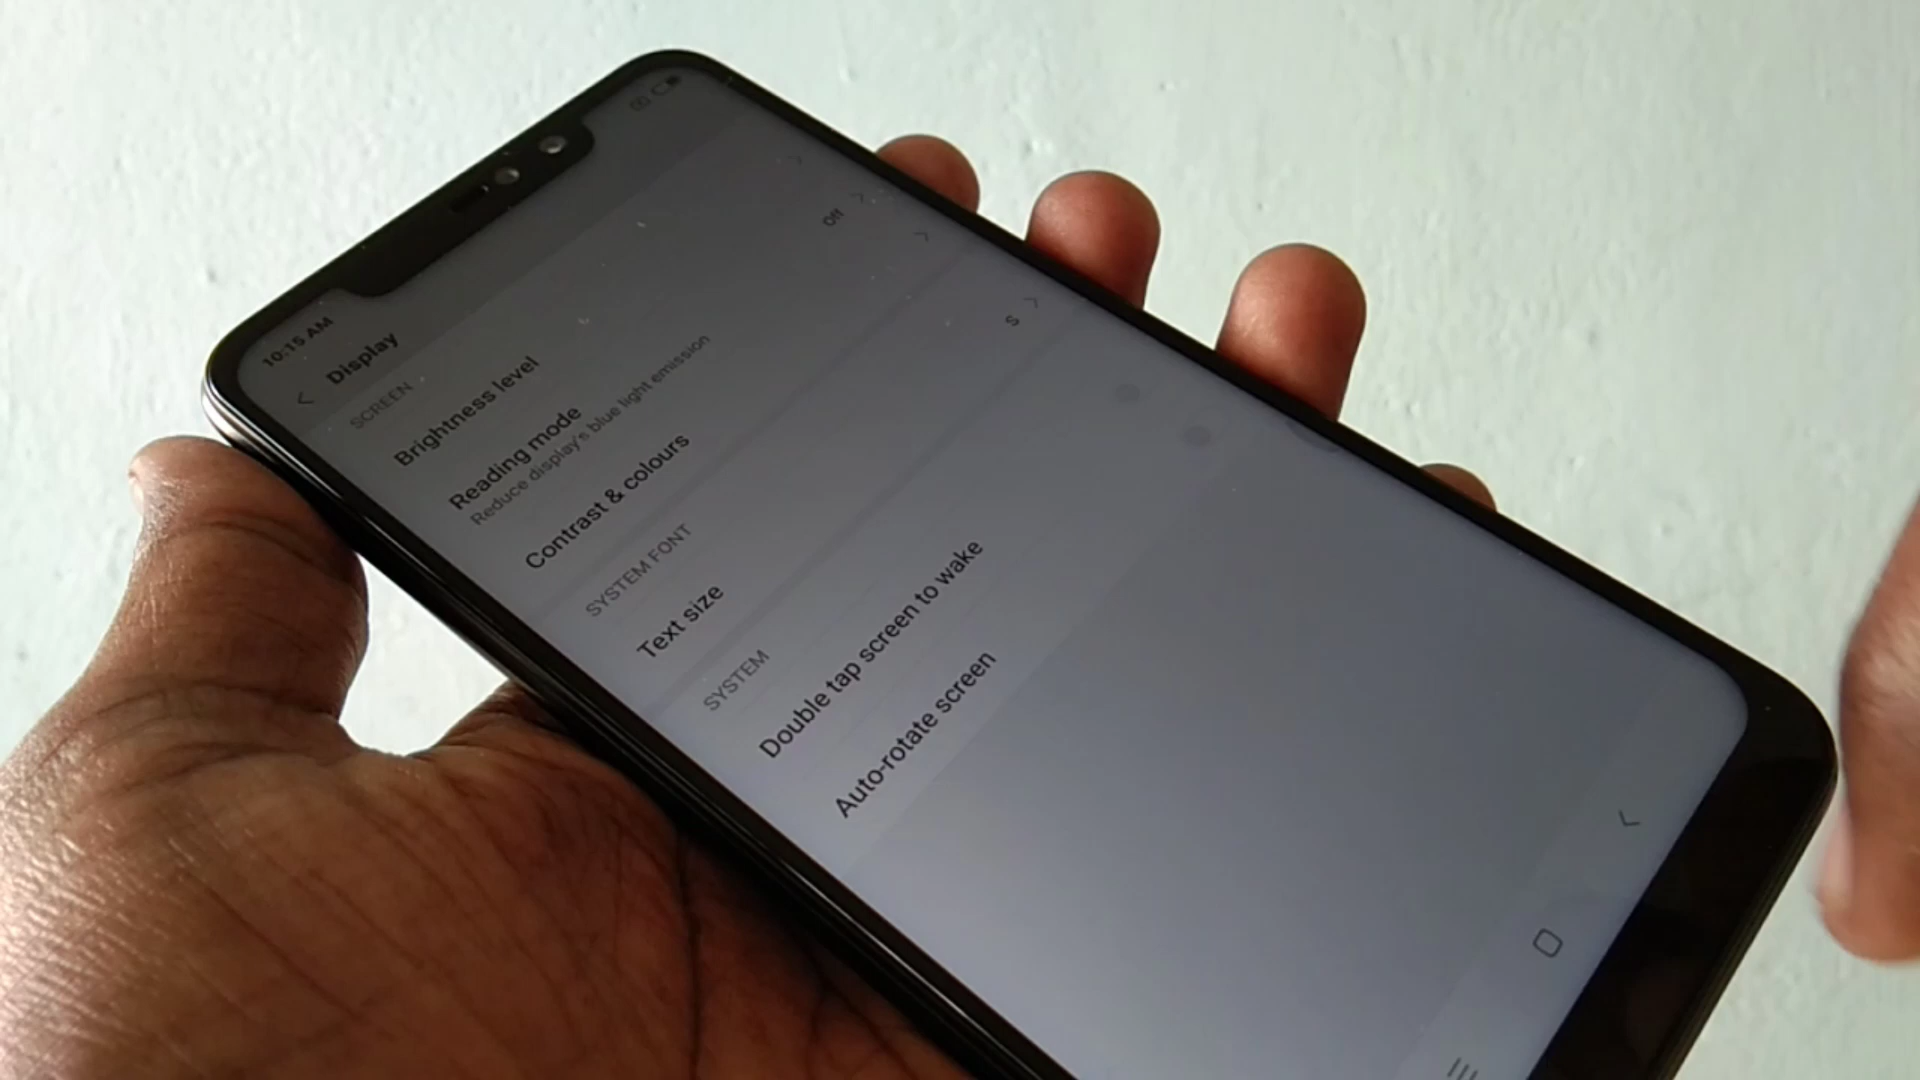 10:15 AM
Display
SCREEN
Brightness level
Reading mode
Off
Reduce display's blue light emission
Contrast & colours
SYSTEM FONT
Text size
S
SYSTEM
Double tap screen to wake
Auto-rotate screen